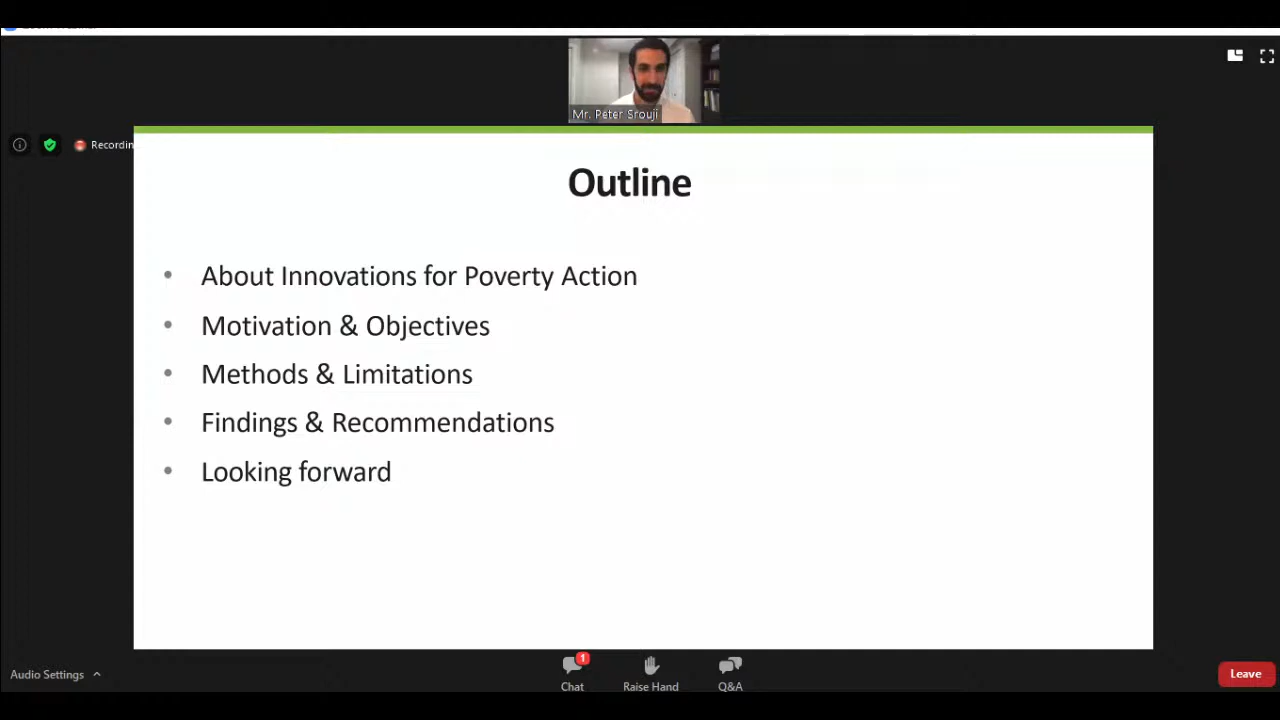 Mr. Peter Srouji
Recordin
Outline
• About Innovations for Poverty Action
• Motivation & Objectives
• Methods & Limitations
• Findings & Recommendations
• Looking forward
Audio Settings
1
Chat
Raise Hand
Q&A
Leave